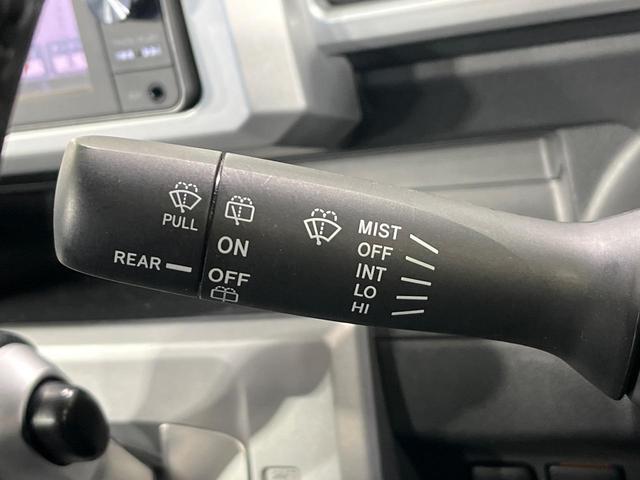 PULL
REAR
ON
OFF
MIST
OFF
INT
LO
HI